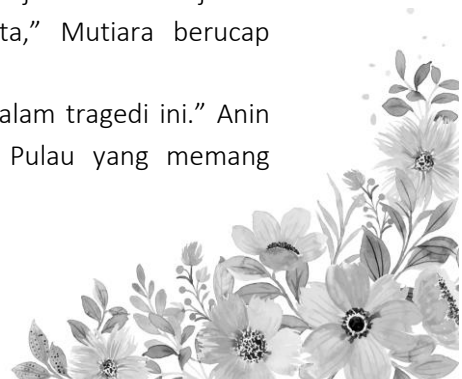 ta,” Mutiara berucap
alam tragedi ini.” Anin
Pulau yang memang